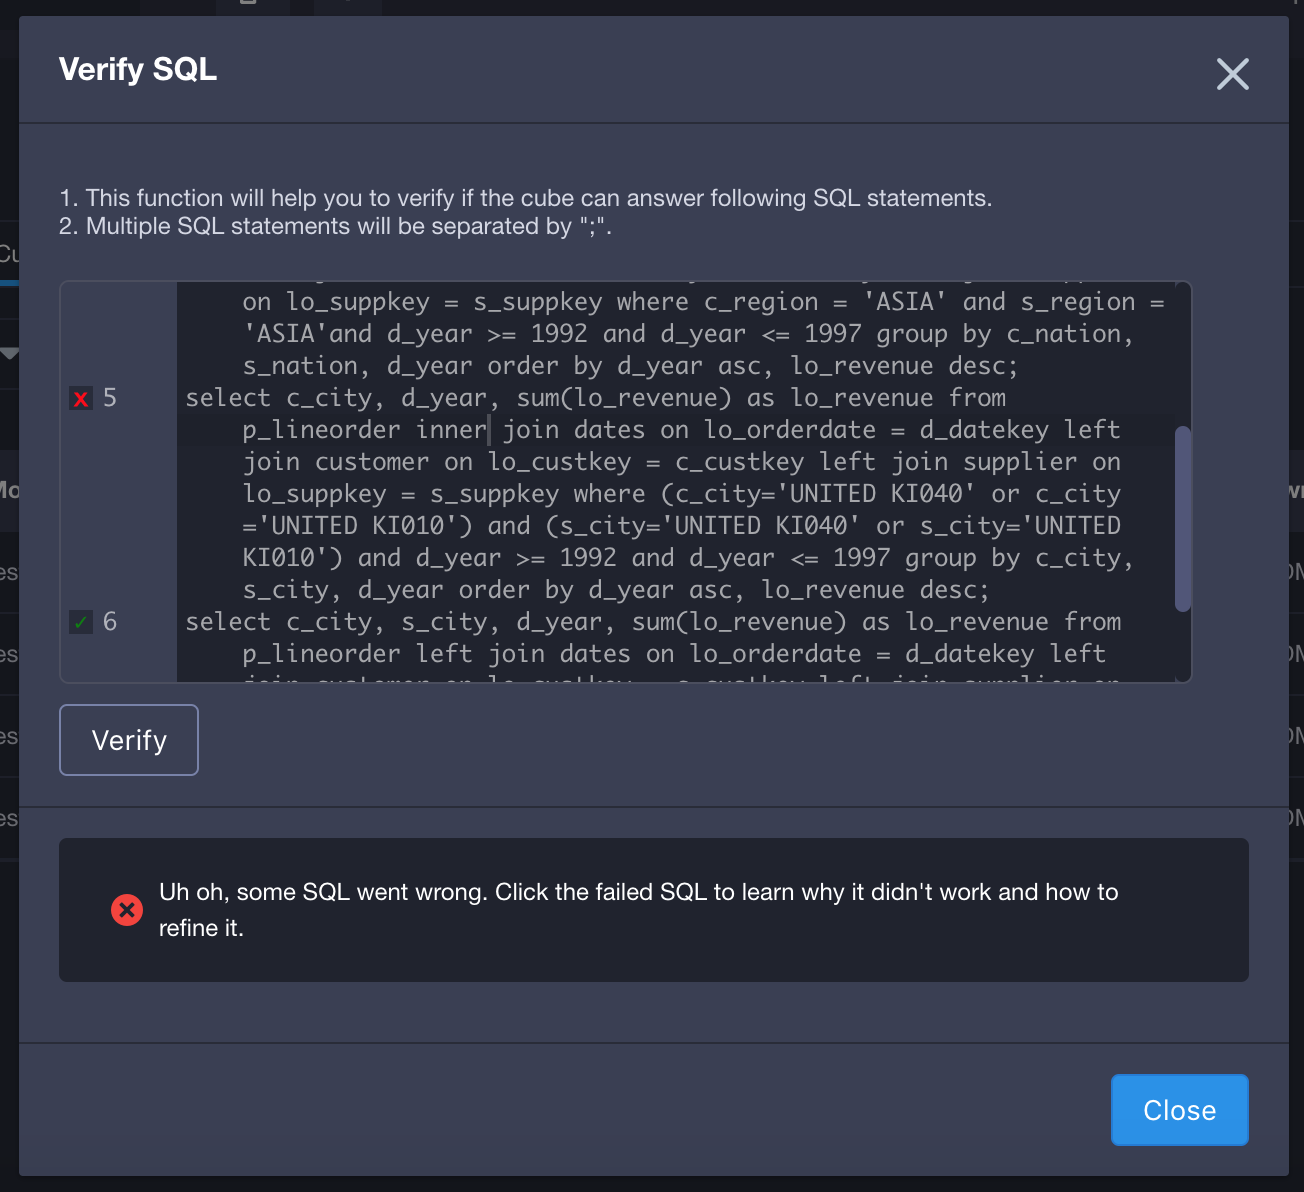 Verify SQL
1. This function will help you to verify if the cube can answer following SQL statements.
2. Multiple SQL statements will be separated by ";".
on lo_suppkey = s_suppkey where c_region = 'ASIA' and s_region =
'ASIA'and d_year >= 1992 and d_year <= 1997 group by c_nation,
s_nation, d_year order by d_year asc, lo_revenue desc;
x 5 select c_city, d_year, sum(lo_revenue) as lo_revenue from
p_lineorder inner join dates on lo_orderdate = d_datekey left
join customer on lo_custkey = c_custkey left join supplier on
lo_suppkey = s_suppkey where (c_city='UNITED KI040' or c_city
='UNITED KI010') and (s_city='UNITED KI040' or s_city='UNITED
KI010') and d_year >= 1992 and d_year <= 1997 group by c_city,
s_city, d_year order by d_year asc, lo_revenue desc;
✓ 6 select c_city, s_city, d_year, sum(lo_revenue) as lo_revenue from
p_lineorder left join dates on lo_orderdate = d_datekey left
Verify
Uh oh, some SQL went wrong. Click the failed SQL to learn why it didn't work and how to
refine it.
Close